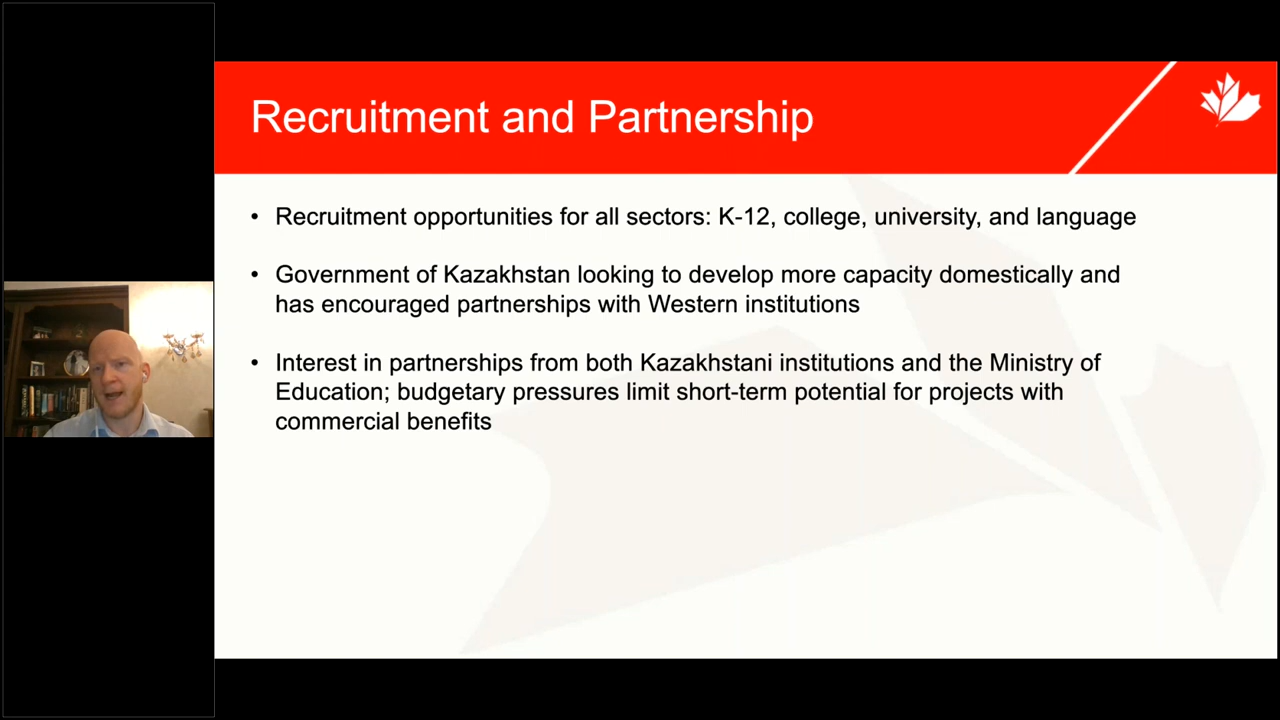 Recruitment and Partnership
• Recruitment opportunities for all sectors: K-12, college, university, and language
• Government of Kazakhstan looking to develop more capacity domestically and
has encouraged partnerships with Western institutions
• Interest in partnerships from both Kazakhstani institutions and the Ministry of
Education; budgetary pressures limit short-term potential for projects with
commercial benefits